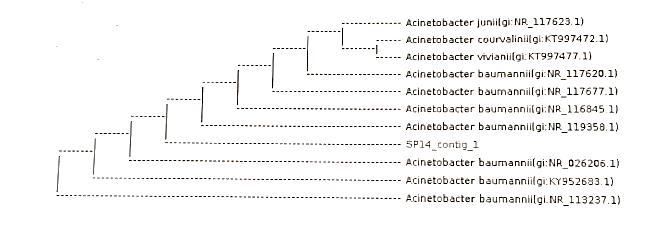 Acinetobacter junii(gi:NR_117623.1)
Acinetobacter courvalinii(gi:KT997472.1)
Acinetobacter vivianii(gi:KT997477.1)
Acinetobacter baumannii(gi:NR_117620.1)
Acinetobacter baumannii(gi:NR_117677.1)
Acinetobacter baumannii(gi:NR_116845.1)
Acinetobacter baumannii(gi:NR_119358.1)
SP14_contig_1
Acinetobacter baumannii(gi:NR_026206.1)
Acinetobacter baumannii(gi:KY952683.1)
Acinetobacter baumannii(gi:NR_113237.1)